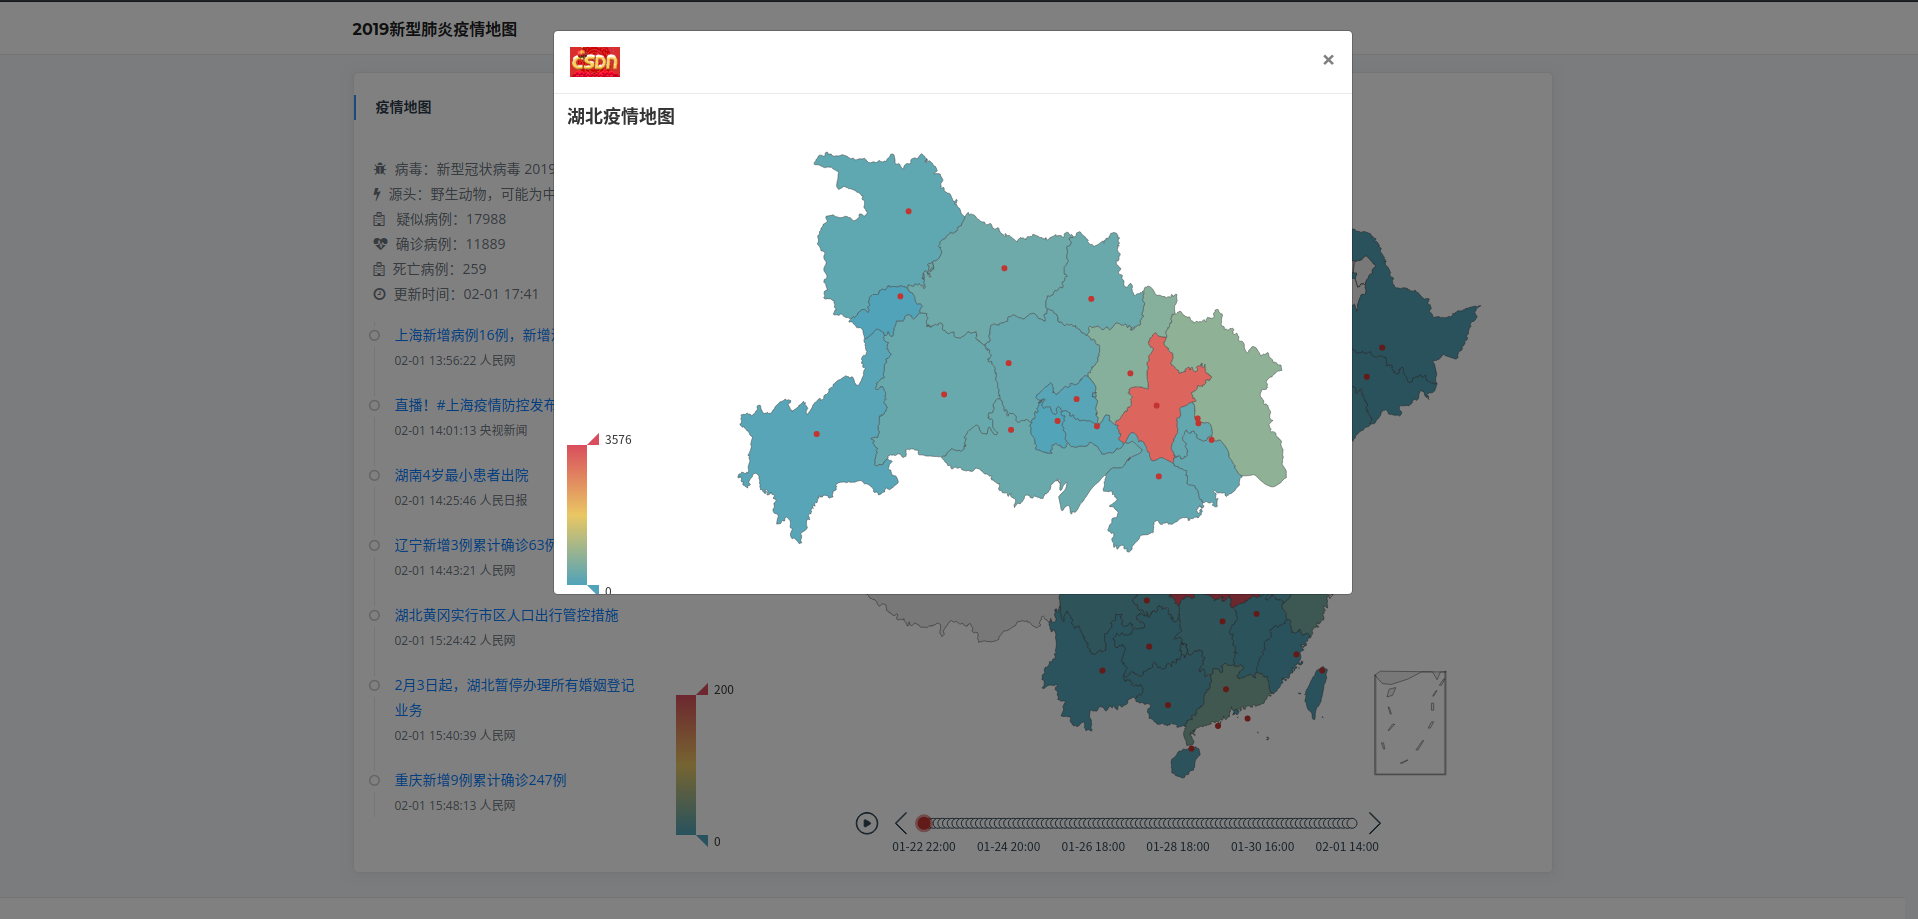 2019新型肺炎疫情地图
CSDN
×
湖北疫情地图
3576
0
疫情地图
病毒：新型冠状病毒 2019
源头：野生动物，可能为中
疑似病例：17988
确诊病例：11889
死亡病例：259
更新时间：02-01 17:41
上海新增病例16例，新增
02-01 13:56:22 人民网
直播！#上海疫情防控发布
02-01 14:01:13 央视新闻
湖南4岁最小患者出院
02-01 14:25:46 人民日报
辽宁新增3例累计确诊63例
02-01 14:43:21 人民网
湖北黄冈实行市区人口出行管控措施
02-01 15:24:42 人民网
2月3日起，湖北暂停办理所有婚姻登记
业务
02-01 15:40:39 人民网
重庆新增9例累计确诊247例
02-01 15:48:13 人民网
200
0
01-22 22:00 01-24 20:00 01-26 18:00 01-28 18:00 01-30 16:00 02-01 14:00